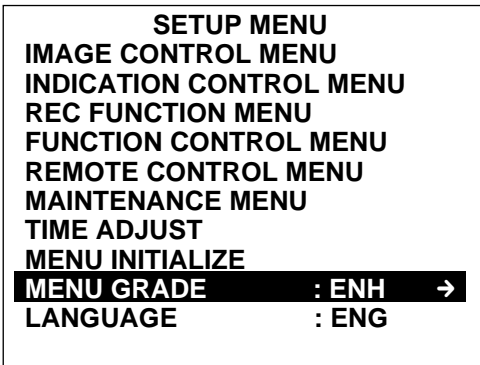 SETUP MENU
IMAGE CONTROL MENU
INDICATION CONTROL MENU
REC FUNCTION MENU
FUNCTION CONTROL MENU
REMOTE CONTROL MENU
MAINTENANCE MENU
TIME ADJUST
MENU INITIALIZE
MENU GRADE : ENH →
LANGUAGE : ENG